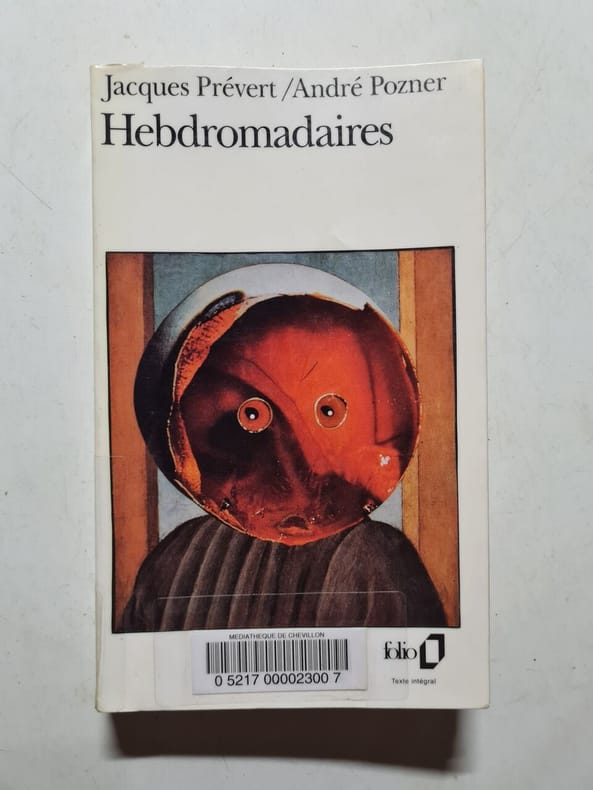 Jacques Prévert/André Pozner
Hebdromadaires
MEDIATHEQUE DE CHEVILLON
0 5217 00002300 7
folio
Texte intégral